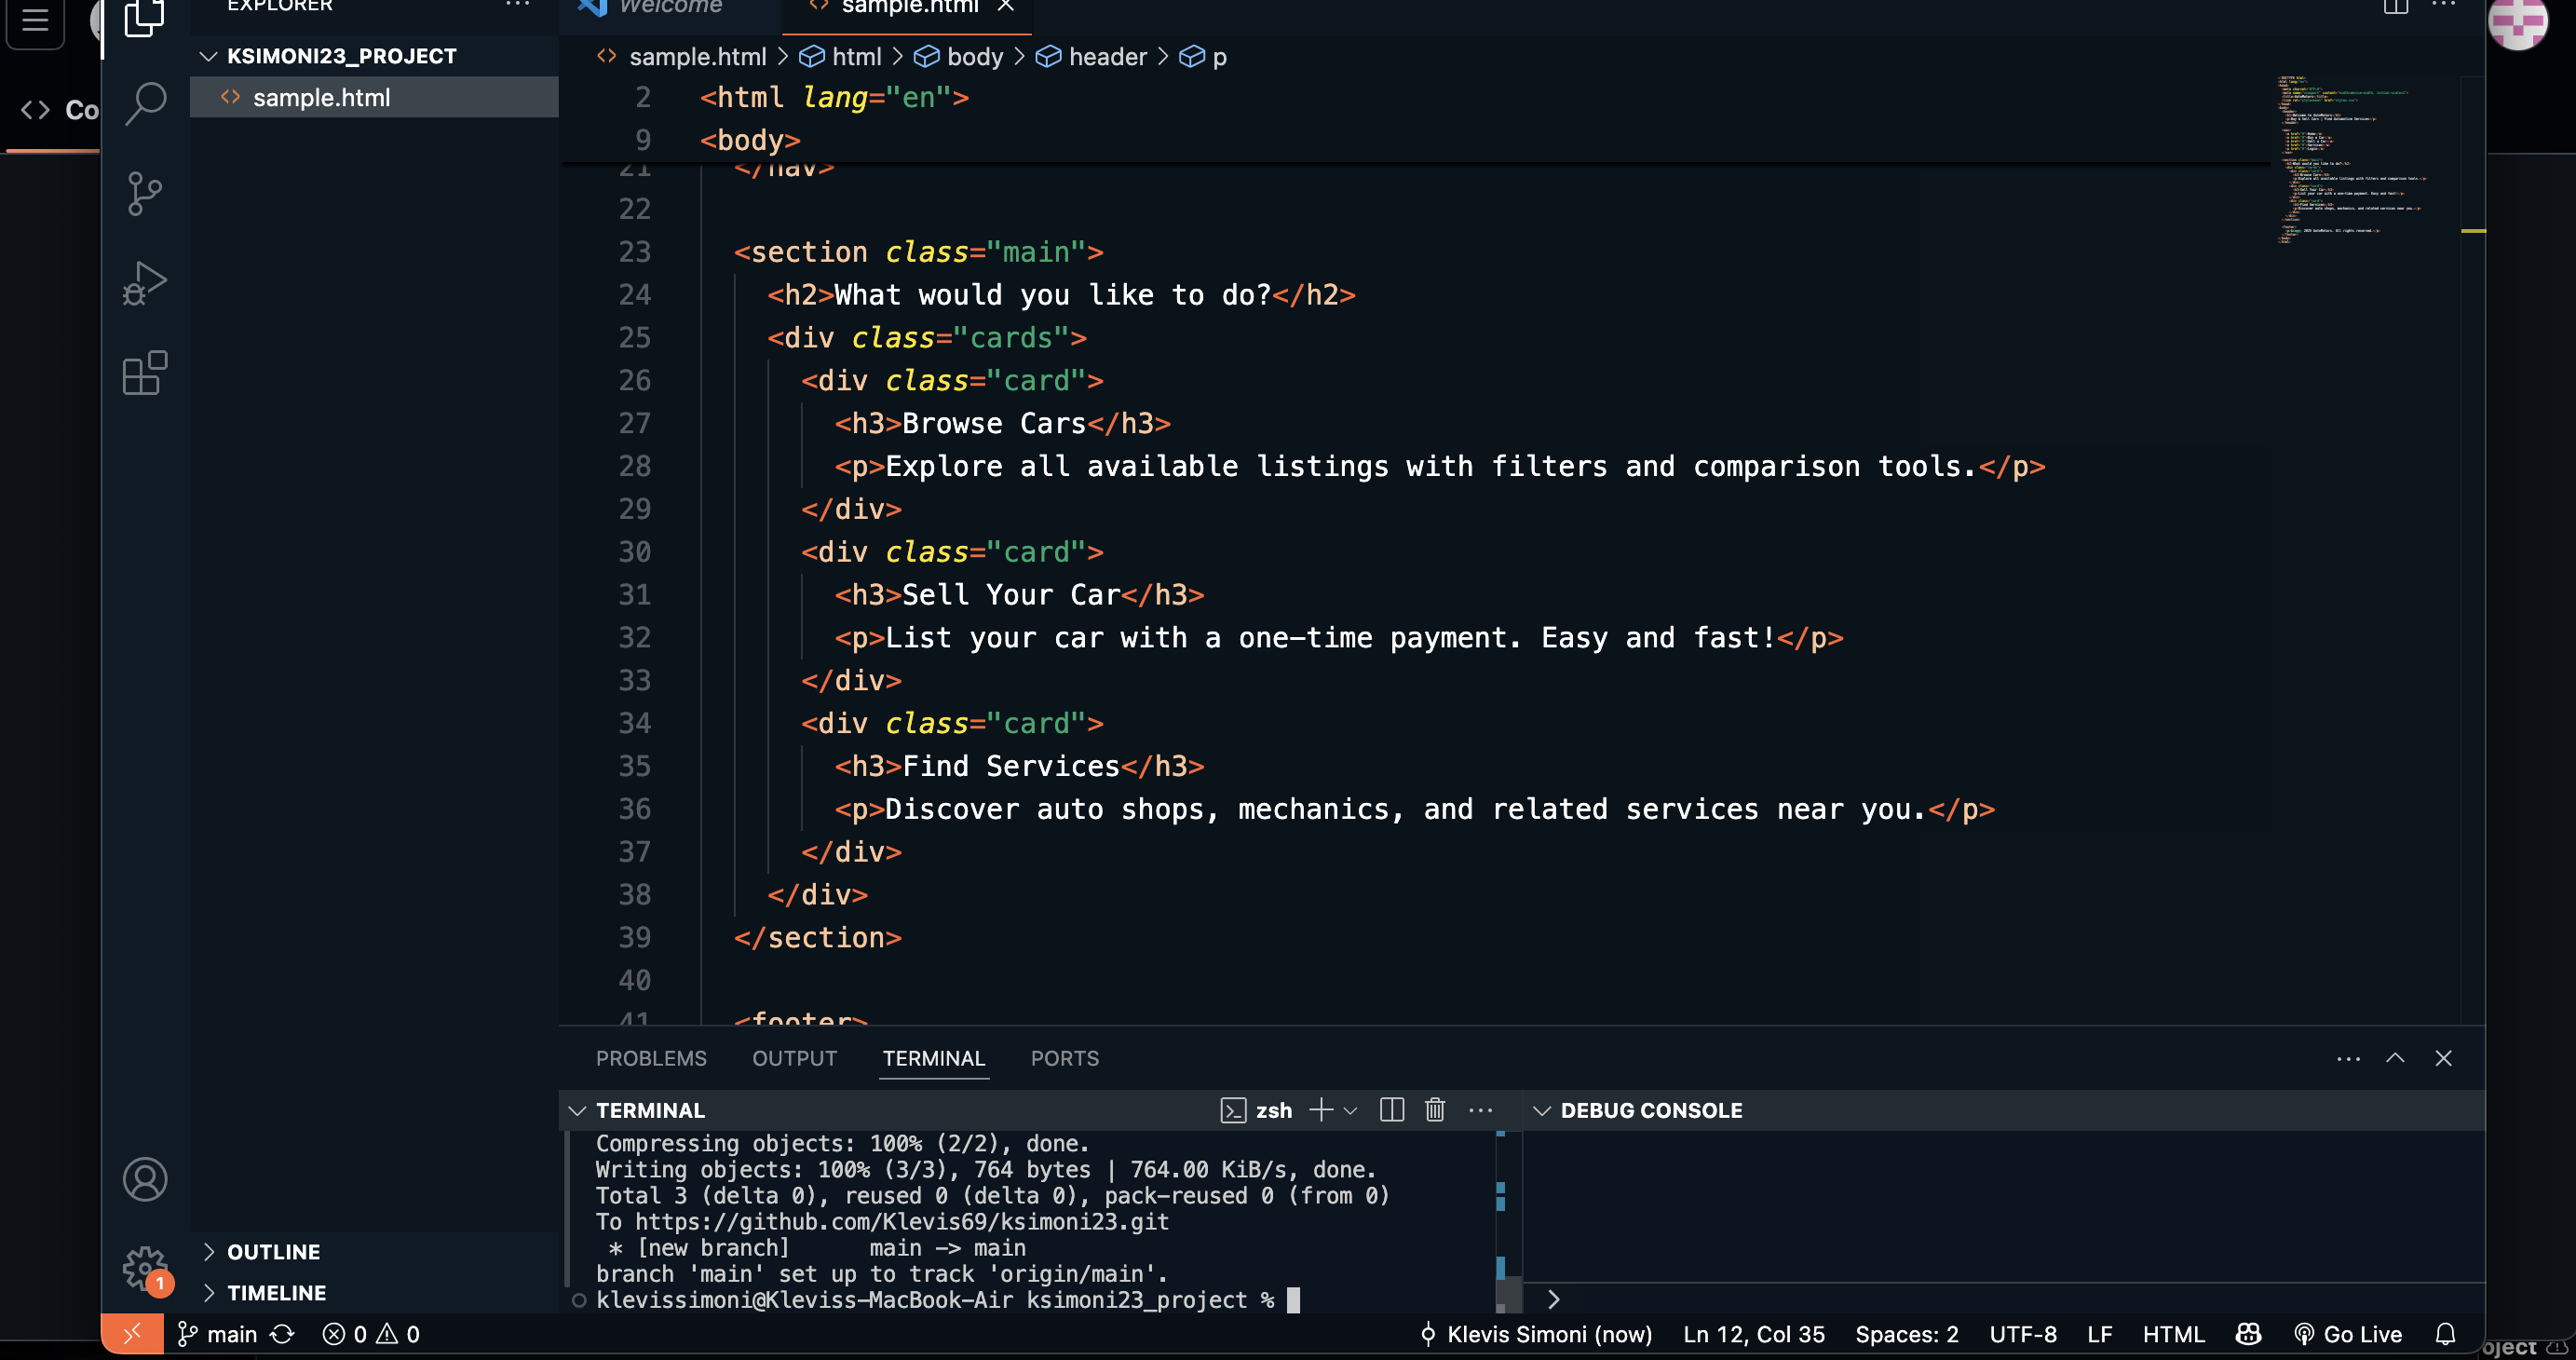 EXPLORER
Welcome
sample.html
KSIMONI23_PROJECT
sample.html
Co
sample.html > html > body > header > p
2 <html lang="en">
9 <body>
21 </nav>
22
23 <section class="main">
24 <h2>What would you like to do?</h2>
25 <div class="cards">
26 <div class="card">
27 <h3>Browse Cars</h3>
28 <p>Explore all available listings with filters and comparison tools.</p>
29 </div>
30 <div class="card">
31 <h3>Sell Your Car</h3>
32 <p>List your car with a one-time payment. Easy and fast!</p>
33 </div>
34 <div class="card">
35 <h3>Find Services</h3>
36 <p>Discover auto shops, mechanics, and related services near you.</p>
37 </div>
38 </div>
39 </section>
40
41 <footer>
PROBLEMS OUTPUT TERMINAL PORTS
TERMINAL zsh DEBUG CONSOLE
Compressing objects: 100% (2/2), done.
Writing objects: 100% (3/3), 764 bytes | 764.00 KiB/s, done.
Total 3 (delta 0), reused 0 (delta 0), pack-reused 0 (from 0)
To https://github.com/Klevis69/ksimoni23.git
* [new branch] main -> main
branch 'main' set up to track 'origin/main'.
klevissimoni@Kleviss-MacBook-Air ksimoni23_project %
OUTLINE
TIMELINE
1
main 0 0 Klevis Simoni (now) Ln 12, Col 35 Spaces: 2 UTF-8 LF HTML Go Live
oject